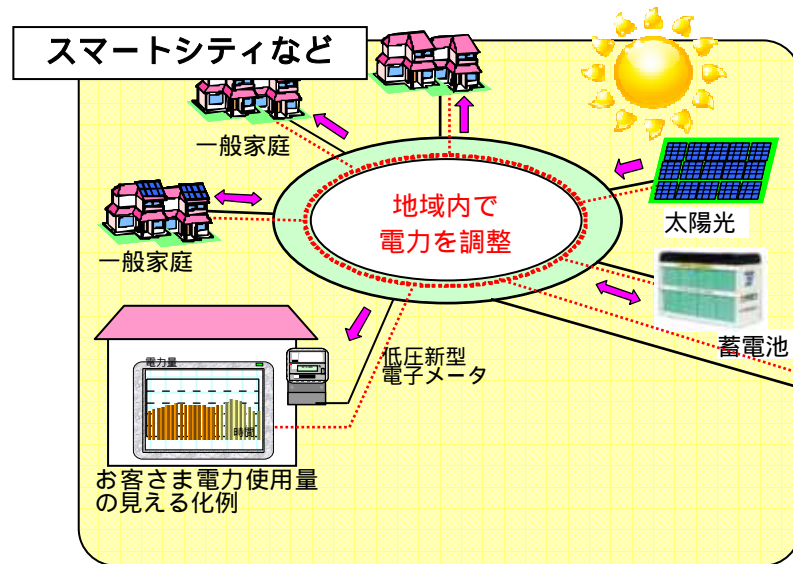 スマートシティなど
一般家庭
地域内で
電力を調整
太陽光
一般家庭
蓄電池
低圧新型
電子メータ
電力量
時間
お客さま電力使用量
の見える化例